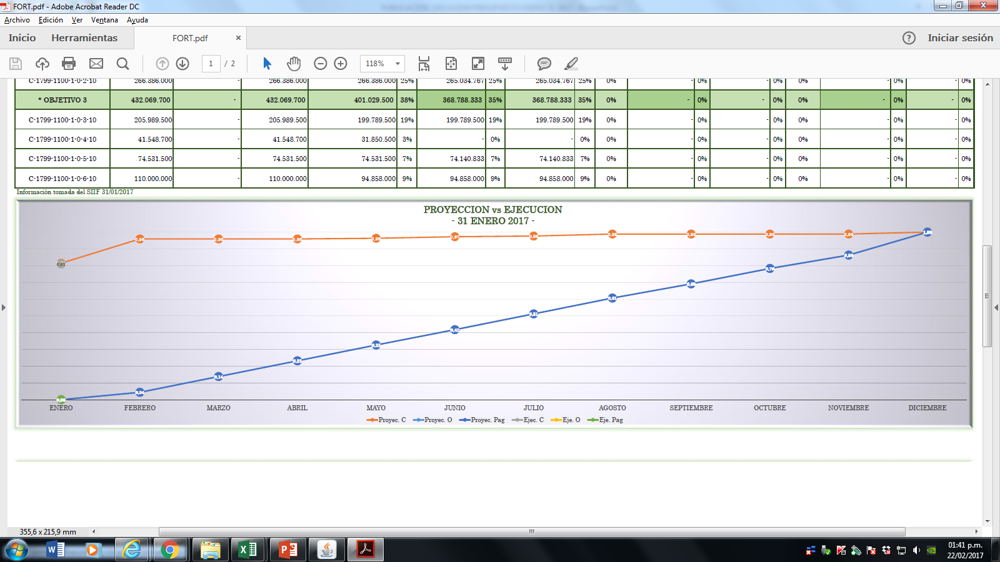 FORT.pdf - Adobe Acrobat Reader DC
Archivo Edición Ver Ventana Ayuda
Inicio Herramientas FORT.pdf × ? Iniciar sesión
1 / 2 118%
C-1799-1100-1-0-2-10 266.386.000 - 266.386.000 266.386.000 25% 265.034.767 25% 265.034.767 25% 0% - 0% - 0% 0% - 0% - 0%
* OBJETIVO 3 432.069.700 - 432.069.700 401.029.500 38% 368.788.333 35% 368.788.333 35% 0% - 0% - 0% 0% - 0% - 0%
C-1799-1100-1-0-3-10 205.989.500 - 205.989.500 199.789.500 19% 199.789.500 19% 199.789.500 19% 0% - 0% - 0% 0% - 0% - 0%
C-1799-1100-1-0-4-10 41.548.700 - 41.548.700 31.850.500 3% - 0% - 0% 0% - 0% - 0% 0% - 0% - 0%
C-1799-1100-1-0-5-10 74.531.500 - 74.531.500 74.531.500 7% 74.140.833 7% 74.140.833 7% 0% - 0% - 0% 0% - 0% - 0%
C-1799-1100-1-0-6-10 110.000.000 - 110.000.000 94.858.000 9% 94.858.000 9% 94.858.000 9% 0% - 0% - 0% 0% - 0% - 0%
Información tomada del SIIF 31/01/2017
PROYECCION vs EJECUCION
- 31 ENERO 2017 -
ENERO FEBRERO MARZO ABRIL MAYO JUNIO JULIO AGOSTO SEPTIEMBRE OCTUBRE NOVIEMBRE DICIEMBRE
Proyec. C Proyec. O Proyec. Pag Ejec. C Eje. O Eje. Pag
355,6 x 215,9 mm
01:41 p.m.
22/02/2017